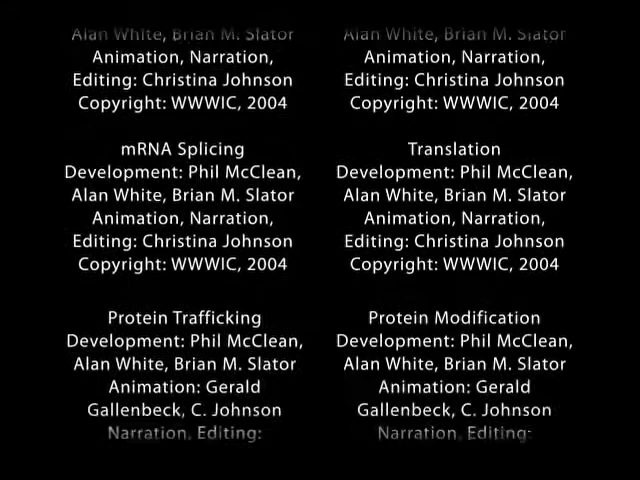 Alan White, Brian M. Slator
Animation, Narration,
Editing: Christina Johnson
Copyright: WWWIC, 2004
Alan White, Brian M. Slator
Animation, Narration,
Editing: Christina Johnson
Copyright: WWWIC, 2004
mRNA Splicing
Development: Phil McClean,
Alan White, Brian M. Slator
Animation, Narration,
Editing: Christina Johnson
Copyright: WWWIC, 2004
Translation
Development: Phil McClean,
Alan White, Brian M. Slator
Animation, Narration,
Editing: Christina Johnson
Copyright: WWWIC, 2004
Protein Trafficking
Development: Phil McClean,
Alan White, Brian M. Slator
Animation: Gerald
Gallenbeck, C. Johnson
Narration, Editing:
Protein Modification
Development: Phil McClean,
Alan White, Brian M. Slator
Animation: Gerald
Gallenbeck, C. Johnson
Narration, Editing: